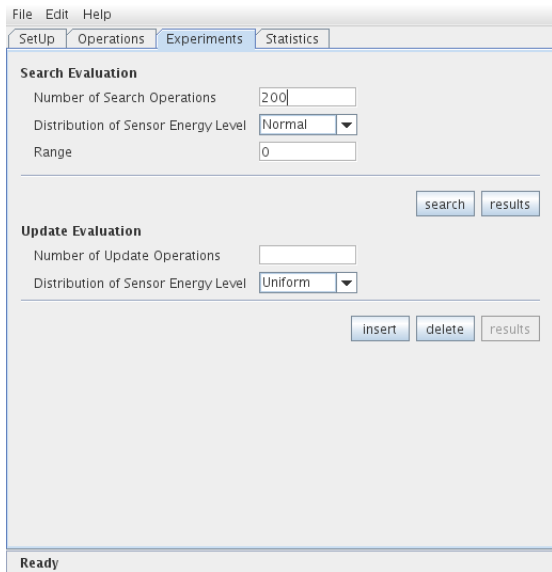 File Edit Help
SetUp Operations Experiments Statistics
Search Evaluation
Number of Search Operations 200
Distribution of Sensor Energy Level Normal
Range 0
search results
Update Evaluation
Number of Update Operations
Distribution of Sensor Energy Level Uniform
insert delete results
Ready